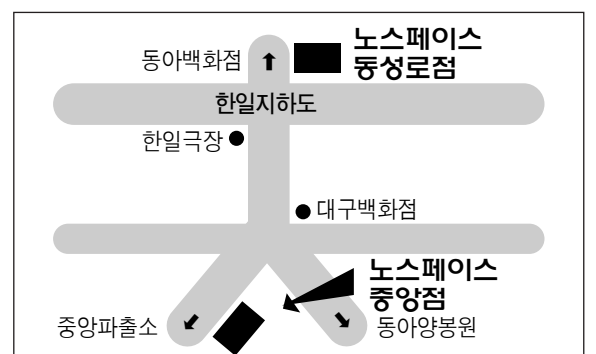 노스페이스
동성로점
동아백화점
한일지하도
한일극장
대구백화점
노스페이스
중앙점
중앙파출소
동아양봉원